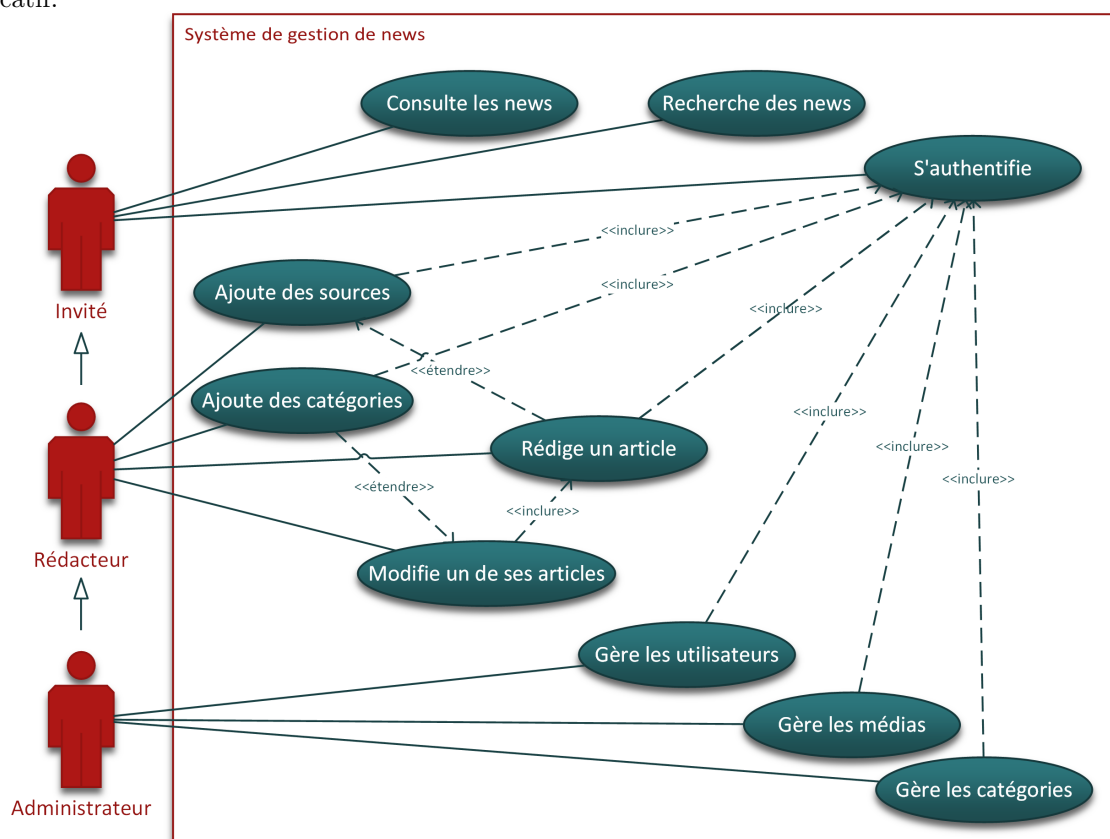 catif.
Système de gestion de news
Consulte les news
Recherche des news
S'authentifie
<<inclure>>
Ajoute des sources
<<inclure>>
Invité
<<inclure>>
<<étendre>>
Ajoute des catégories
<<inclure>>
Rédige un article
<<inclure>>
<<inclure>>
<<étendre>>
<<inclure>>
Rédacteur
Modifie un de ses articles
Gère les utilisateurs
Gère les médias
Gère les catégories
Administrateur